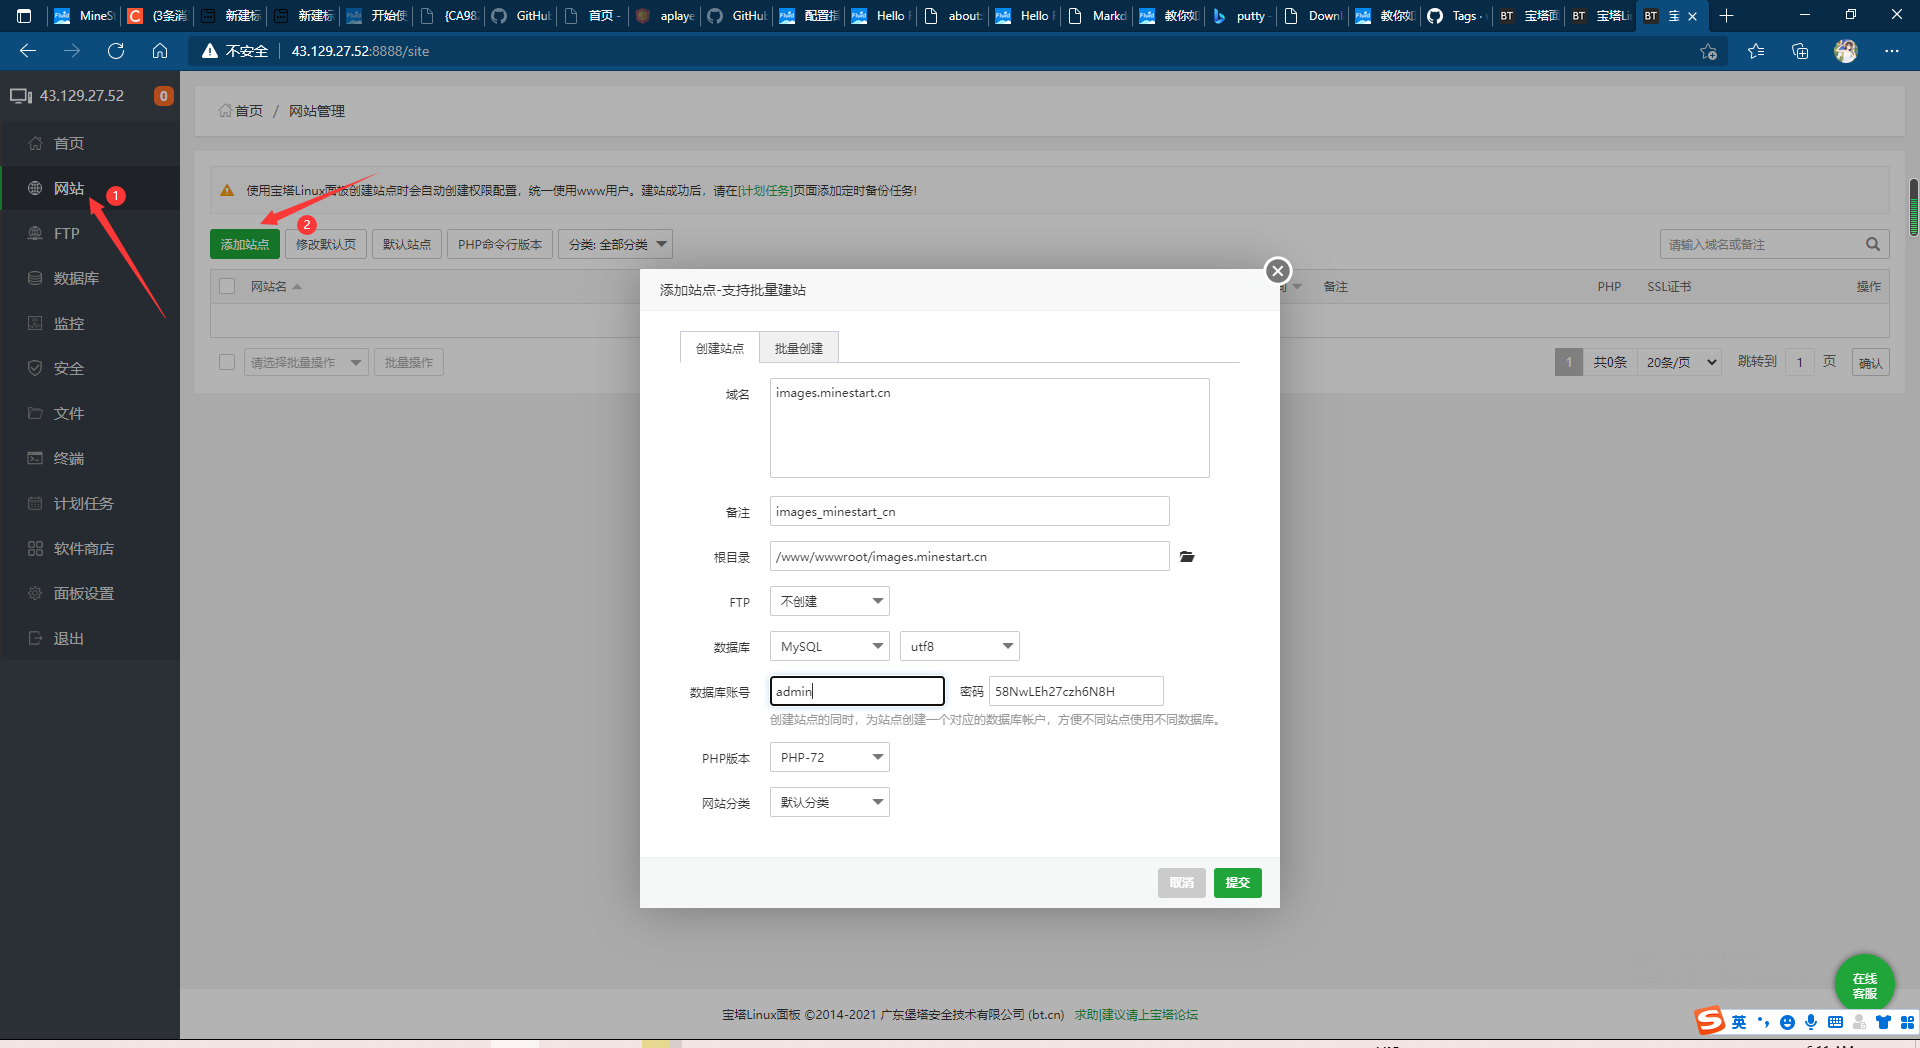 MineSt
(3条消
新建标
新建标
开始使
{CA98
GitHub
首页 -
aplaye
GitHub
配置指
Hello F
about:
Hello F
Markd
教你如
putty -
Downl
教你如
Tags ·
BT 宝塔面
BT 宝塔Lin
BT 宝
不安全 43.129.27.52:8888/site
43.129.27.52 0
首页
网站 1
FTP
数据库
监控
安全
文件
终端
计划任务
软件商店
面板设置
退出
首页 / 网站管理
使用宝塔Linux面板创建站点时会自动创建权限配置，统一使用www用户。建站成功后，请在[计划任务]页面添加定时备份任务!
2
添加站点 修改默认页 默认站点 PHP命令行版本 分类: 全部分类 请输入域名或备注
网站名 备注 PHP SSL证书 操作
请选择批量操作 批量操作 1 共0条 20条/页 跳转到 1 页 确认
添加站点-支持批量建站
创建站点 批量创建
域名 images.minestart.cn
备注 images_minestart_cn
根目录 /www/wwwroot/images.minestart.cn
FTP 不创建
数据库 MySQL utf8
数据库账号 admin 密码 58NwLEh27czh6N8H
创建站点的同时，为站点创建一个对应的数据库帐户，方便不同站点使用不同数据库。
PHP版本 PHP-72
网站分类 默认分类
取消 提交
在线
客服
宝塔Linux面板 ©2014-2021 广东堡塔安全技术有限公司 (bt.cn) 求助|建议请上宝塔论坛
英